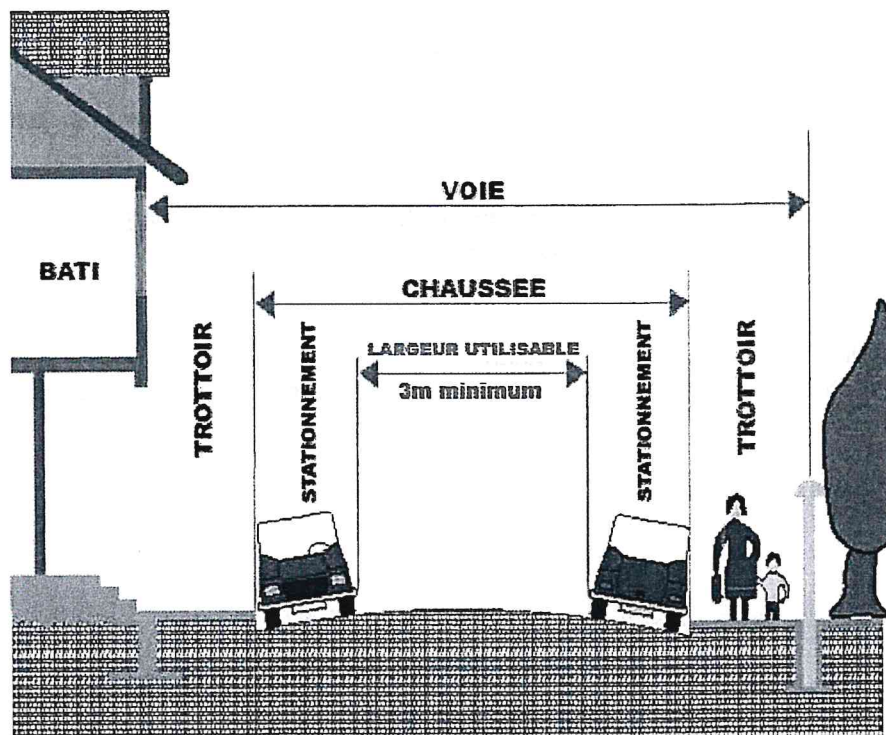 VOIE
BATI
CHAUSSEE
LARGEUR UTILISABLE
3m minimum
TROTTOIR
STATIONNEMENT
STATIONNEMENT
TROTTOIR